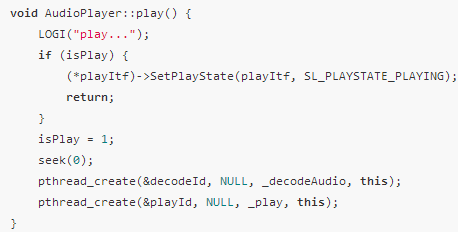 void AudioPlayer::play() {
    LOGI("play...");
    if (isPlay) {
        (*playItf)->SetPlayState(playItf, SL_PLAYSTATE_PLAYING);
        return;
    }
    isPlay = 1;
    seek(0);
    pthread_create(&decodeId, NULL, _decodeAudio, this);
    pthread_create(&playId, NULL, _play, this);
}